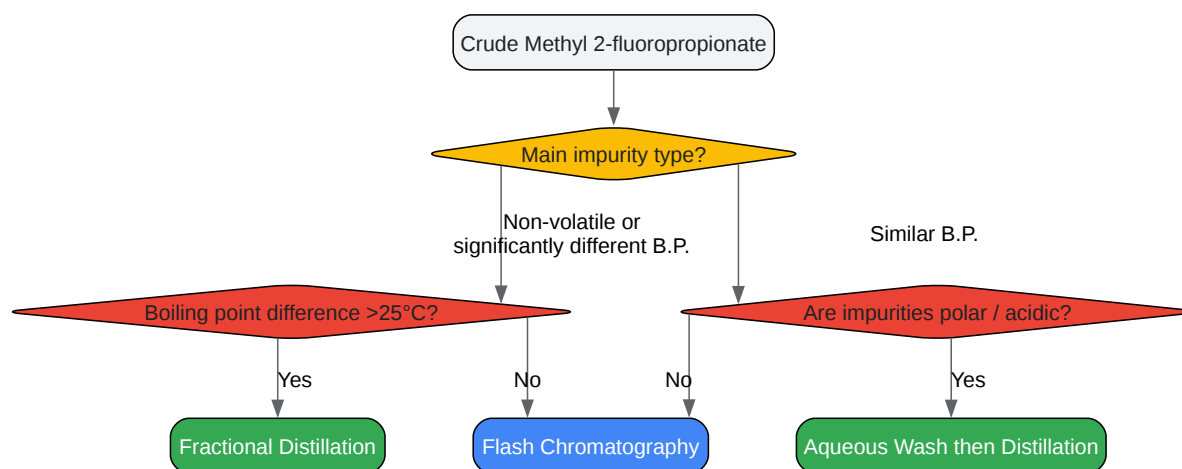 Crude Methyl 2-fluoropropionate
Main impurity type?
Non-volatile or
significantly different B.P.
Similar B.P.
Boiling point difference >25°C?
Are impurities polar / acidic?
Yes
No
No
Yes
Fractional Distillation
Flash Chromatography
Aqueous Wash then Distillation